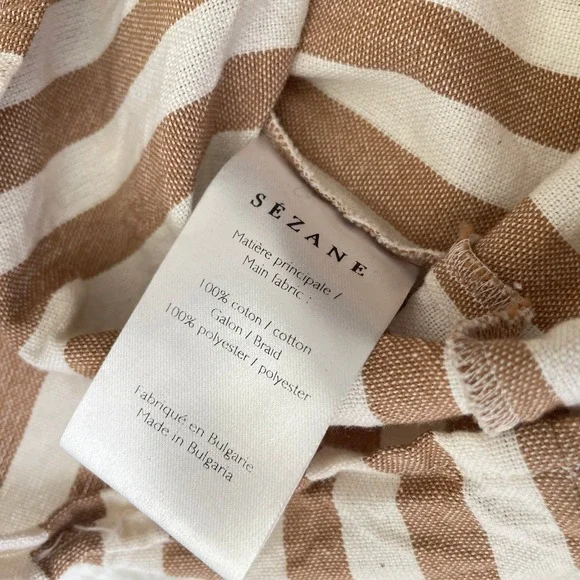 SÉZANE
Matière principale /
Main fabric :
100% coton / cotton
Galon / Braid
100% polyester / polyester
Fabriqué en Bulgarie
Made in Bulgaria